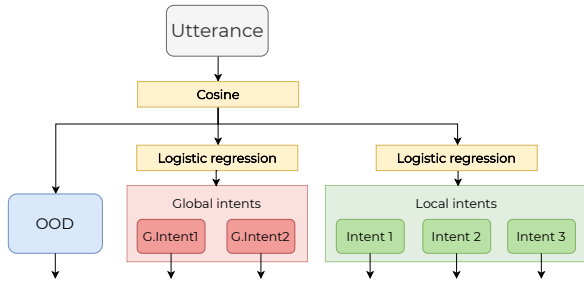 Utterance
Cosine
Logistic regression
Logistic regression
OOD
Global intents
G.Intent1
G.Intent2
Local intents
Intent 1
Intent 2
Intent 3